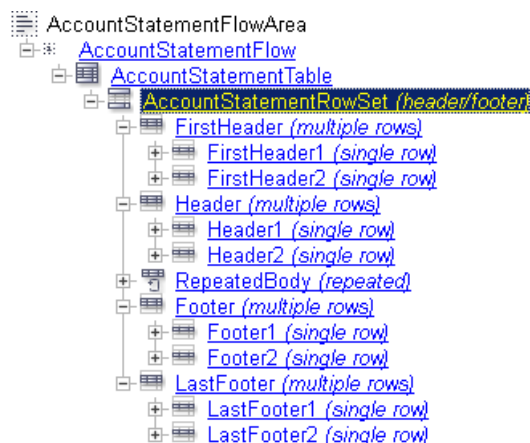 AccountStatementFlowArea
AccountStatementFlow
AccountStatementTable
AccountStatementRowSet (header/footer)
FirstHeader (multiple rows)
FirstHeader1 (single row)
FirstHeader2 (single row)
Header (multiple rows)
Header1 (single row)
Header2 (single row)
RepeatedBody (repeated)
Footer (multiple rows)
Footer1 (single row)
Footer2 (single row)
LastFooter (multiple rows)
LastFooter1 (single row)
LastFooter2 (single row)